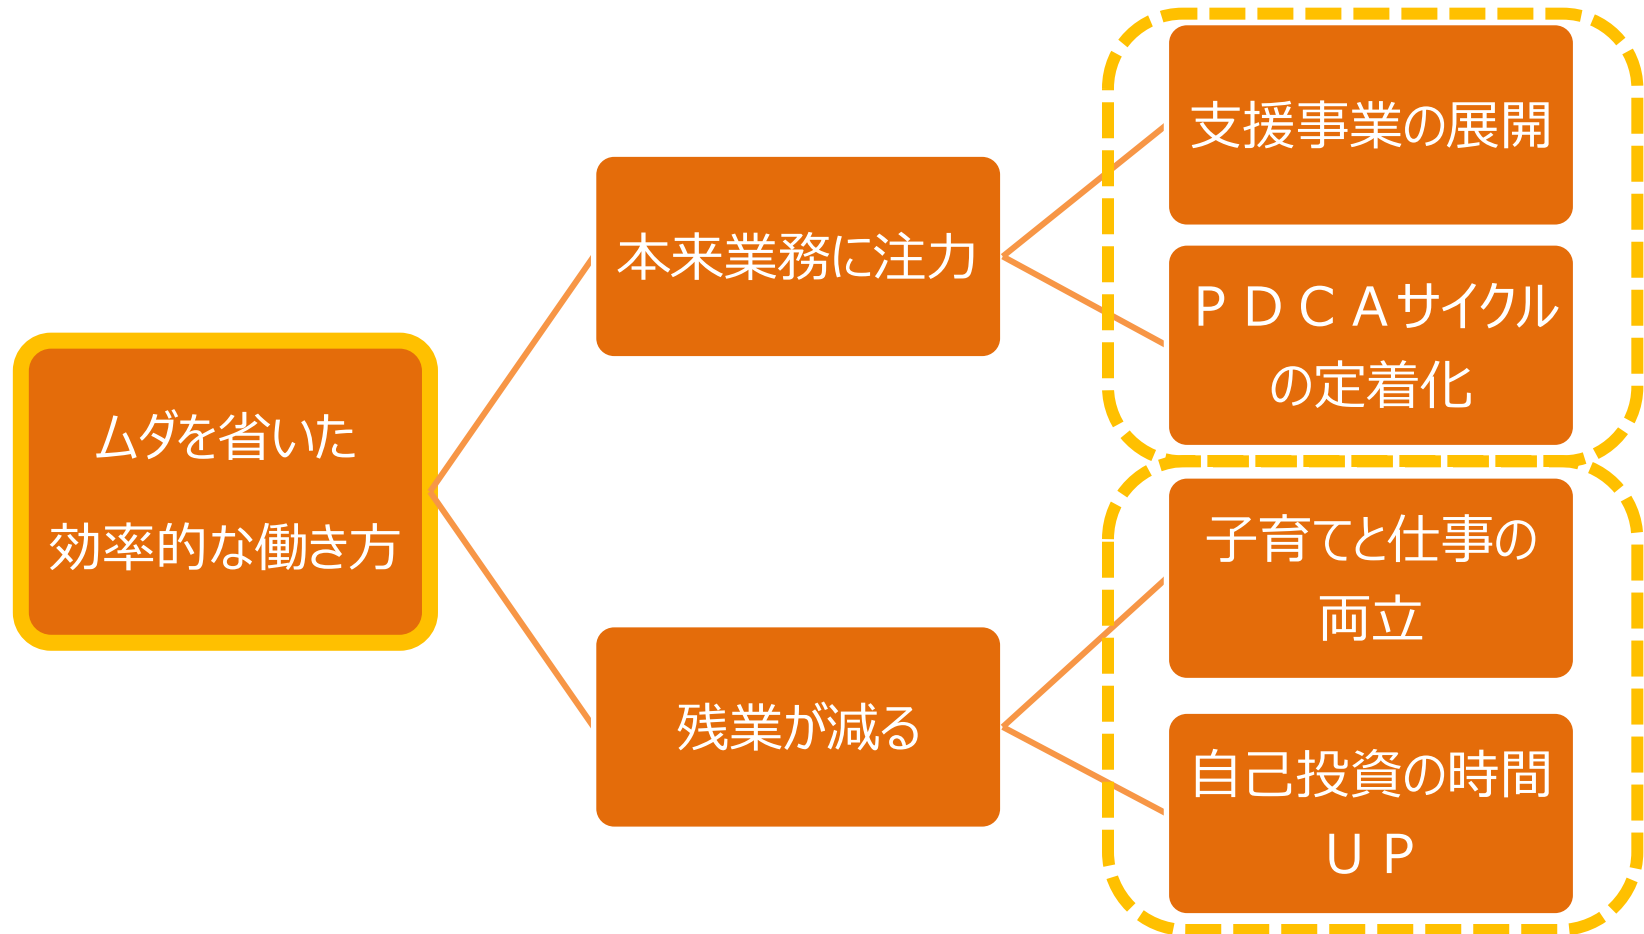 ムダを省いた
効率的な働き方
本来業務に注力
残業が減る
支援事業の展開
ＰＤＣＡサイクル
の定着化
子育てと仕事の
両立
自己投資の時間
ＵＰ